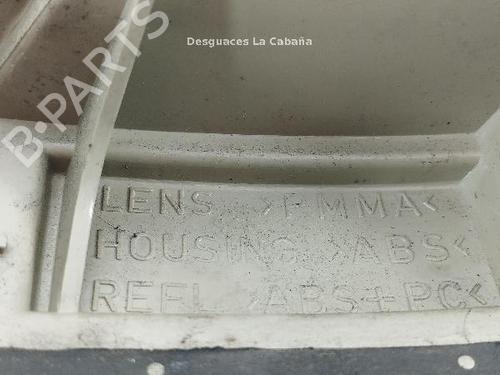 Desguaces La Cabaña
B-PARTS
LENS >PMMA<
HOUSING >ABS<
REFL >ABS+PC<